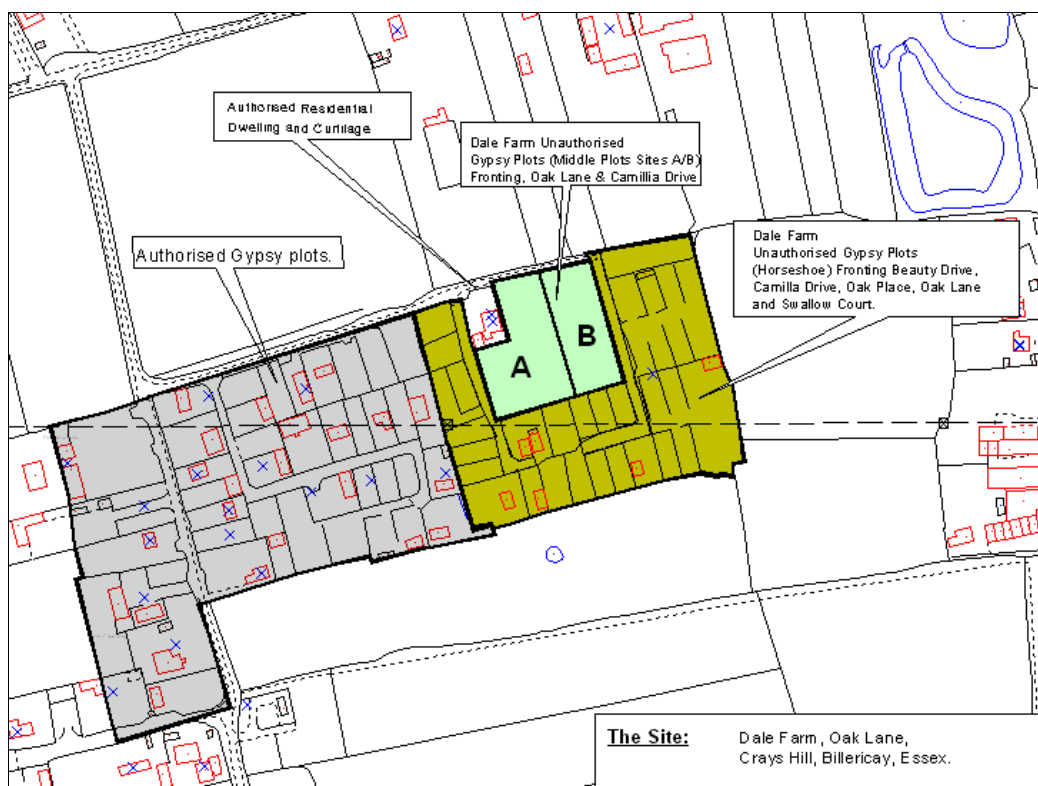 Authorised Residential
Dwelling and Curtilage
Dale Farm Unauthorised
Gypsy Plots (Middle Plots Sites A/B)
Fronting, Oak Lane & Camillia Drive
Authorised Gypsy plots.
Dale Farm
Unauthorised Gypsy Plots
(Horseshoe) Fronting Beauty Drive,
Camilla Drive, Oak Place, Oak Lane
and Swallow Court.
A
B
The Site: Dale Farm, Oak Lane,
Crays Hill, Billericay, Essex.